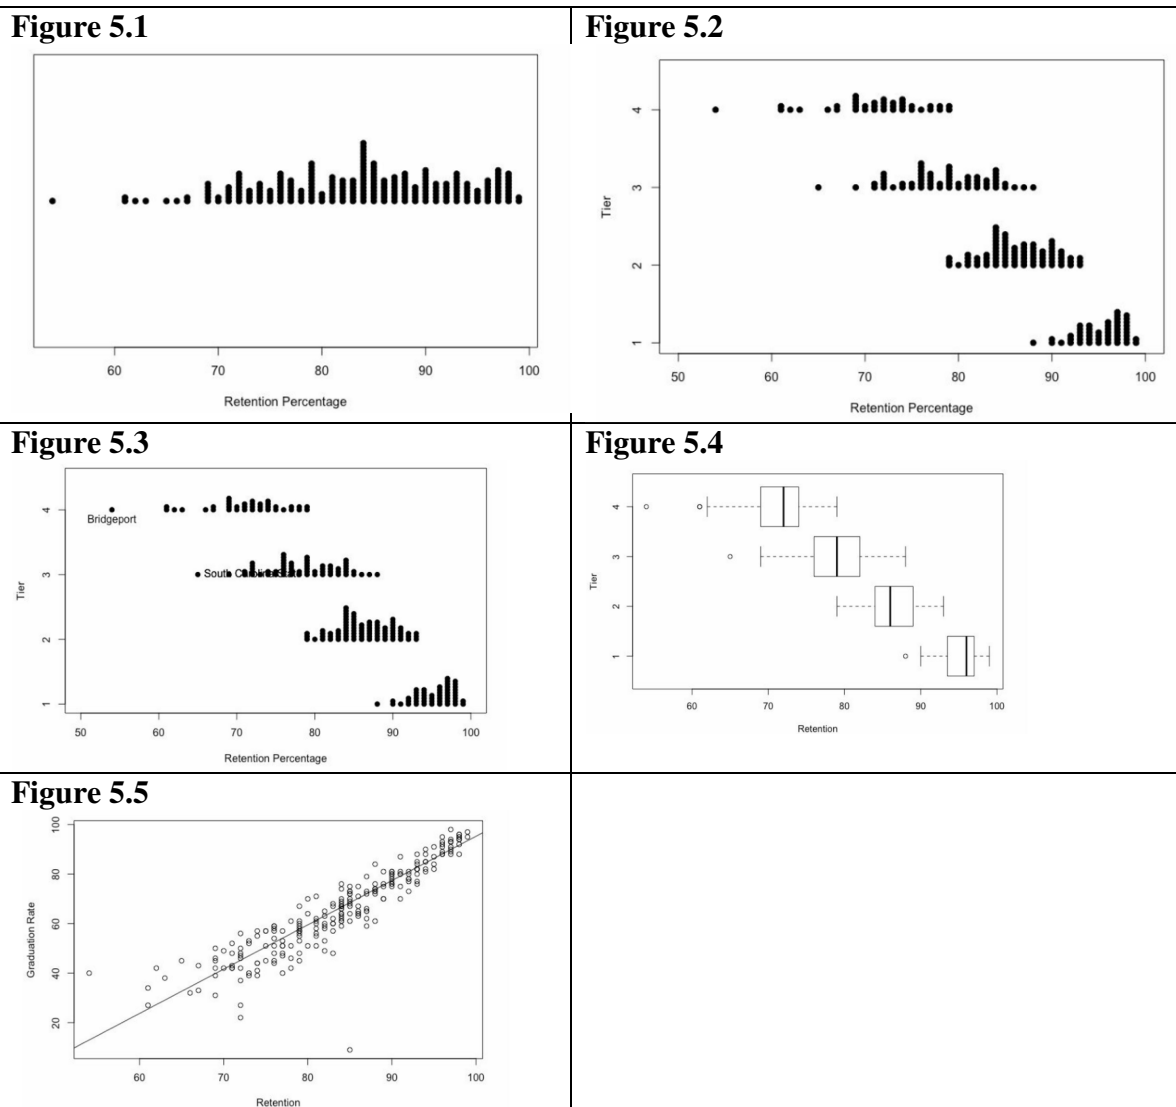 Figure 5.1
60 70 80 90 100
Retention Percentage
Figure 5.2
4
3
2
1
Tier
50 60 70 80 90 100
Retention Percentage
Figure 5.3
4
3
2
1
Tier
Bridgeport
South Carolina State
50 60 70 80 90 100
Retention Percentage
Figure 5.4
4
3
2
1
Tier
60 70 80 90 100
Retention
Figure 5.5
100
80
60
40
20
Graduation Rate
60 70 80 90 100
Retention